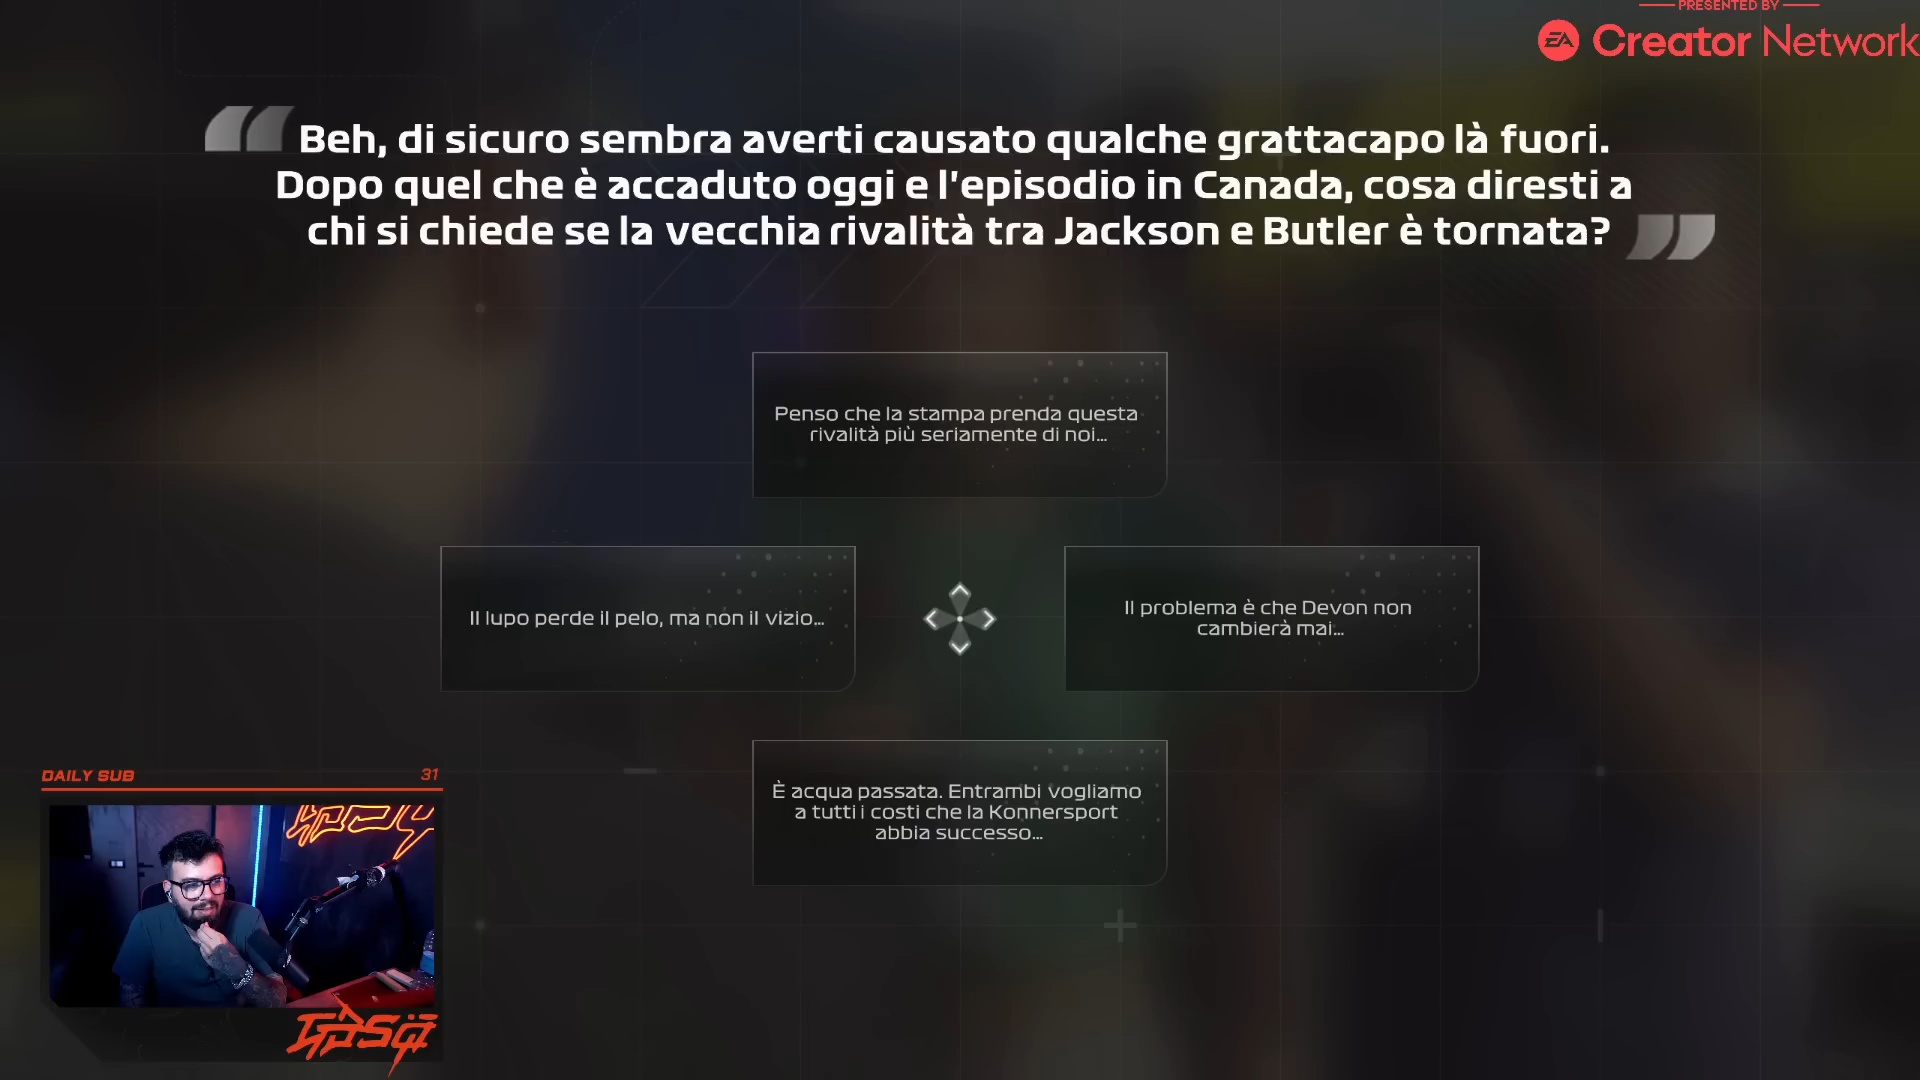 PRESENTED BY
EA Creator Network
Beh, di sicuro sembra averti causato qualche grattacapo là fuori.
Dopo quel che è accaduto oggi e l'episodio in Canada, cosa diresti a
chi si chiede se la vecchia rivalità tra Jackson e Butler è tornata?
Penso che la stampa prenda questa
rivalità più seriamente di noi...
Il lupo perde il pelo, ma non il vizio...
Il problema è che Devon non
cambierà mai...
È acqua passata. Entrambi vogliamo
a tutti i costi che la Konnersport
abbia successo...
DAILY SUB 31